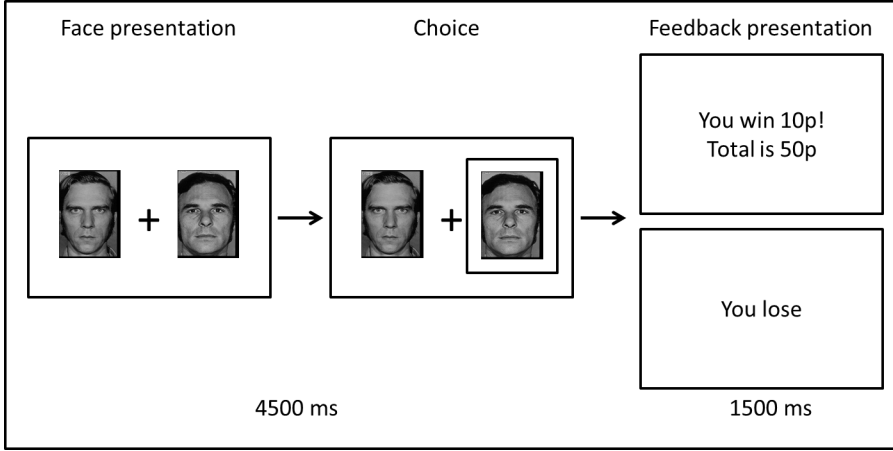 Face presentation
Choice
Feedback presentation
+
+
You win 10p!
Total is 50p
You lose
4500 ms
1500 ms